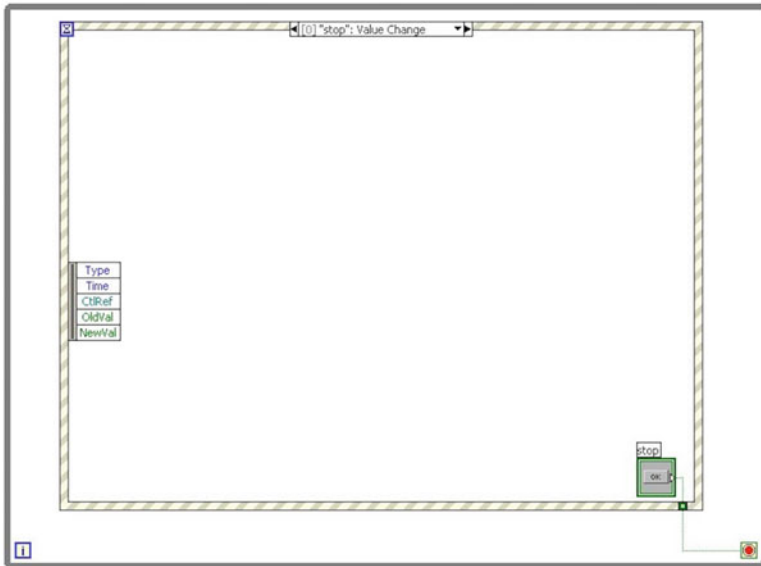 [0] "stop": Value Change
Type
Time
CtlRef
OldVal
NewVal
stop
OK
i